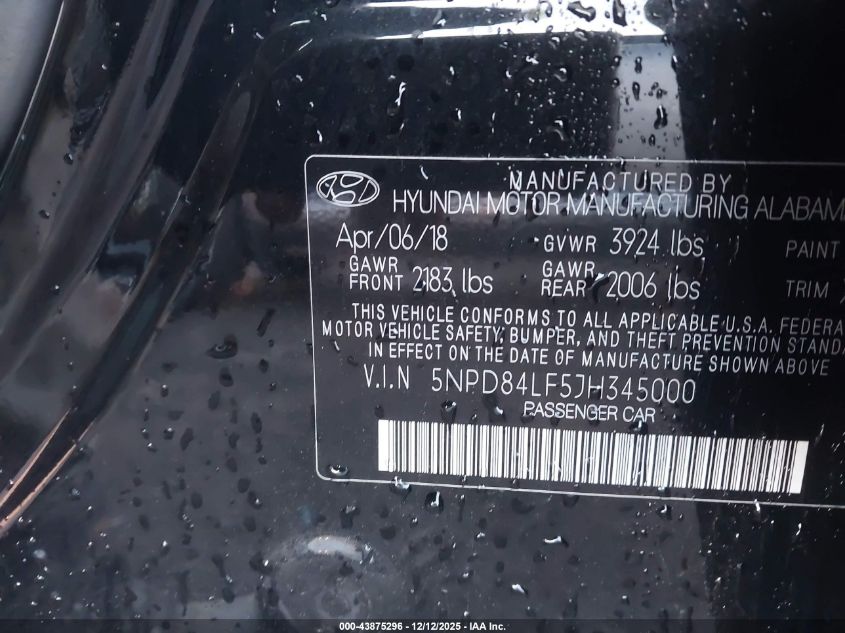 MANUFACTURED BY
HYUNDAI MOTOR MANUFACTURING ALABAMA
Apr/06/18 GVWR 3924 lbs PAINT
GAWR FRONT 2183 lbs GAWR REAR 2006 lbs TRIM
THIS VEHICLE CONFORMS TO ALL APPLICABLE U.S.A. FEDERA
MOTOR VEHICLE SAFETY, BUMPER, AND THEFT PREVENTION STANDA
IN EFFECT ON THE DATE OF MANUFACTURE SHOWN ABOVE
V.I.N 5NPD84LF5JH345000
PASSENGER CAR
000-43875296 - 12/12/2025 - IAA Inc.